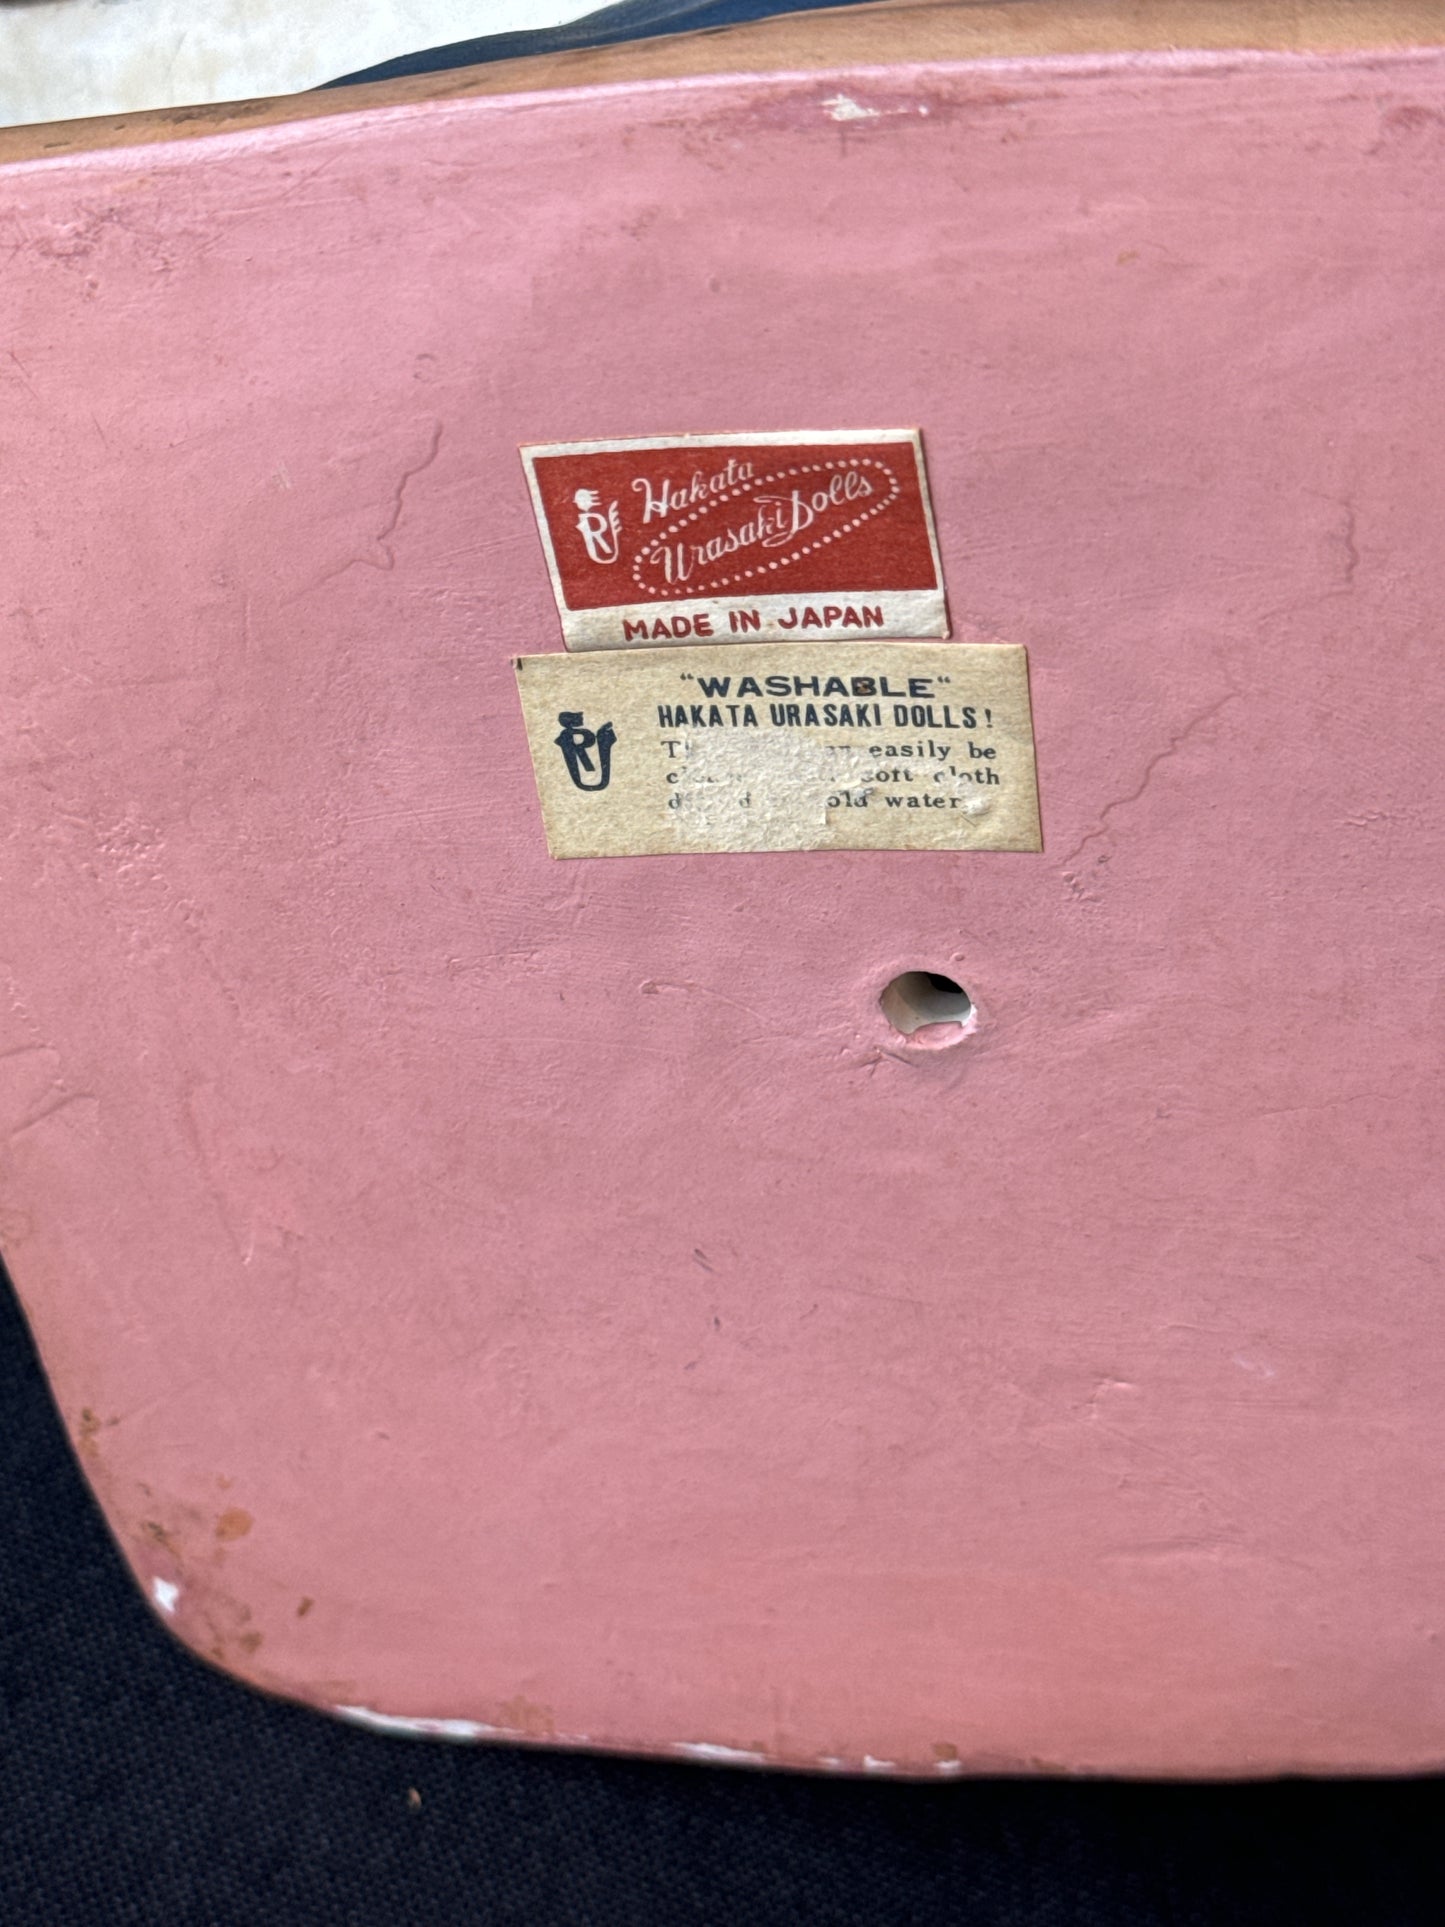 Hakata
Urasaki Dolls
MADE IN JAPAN
R
"WASHABLE"
HAKATA URASAKI DOLLS!
easily be
soft cloth
water
R